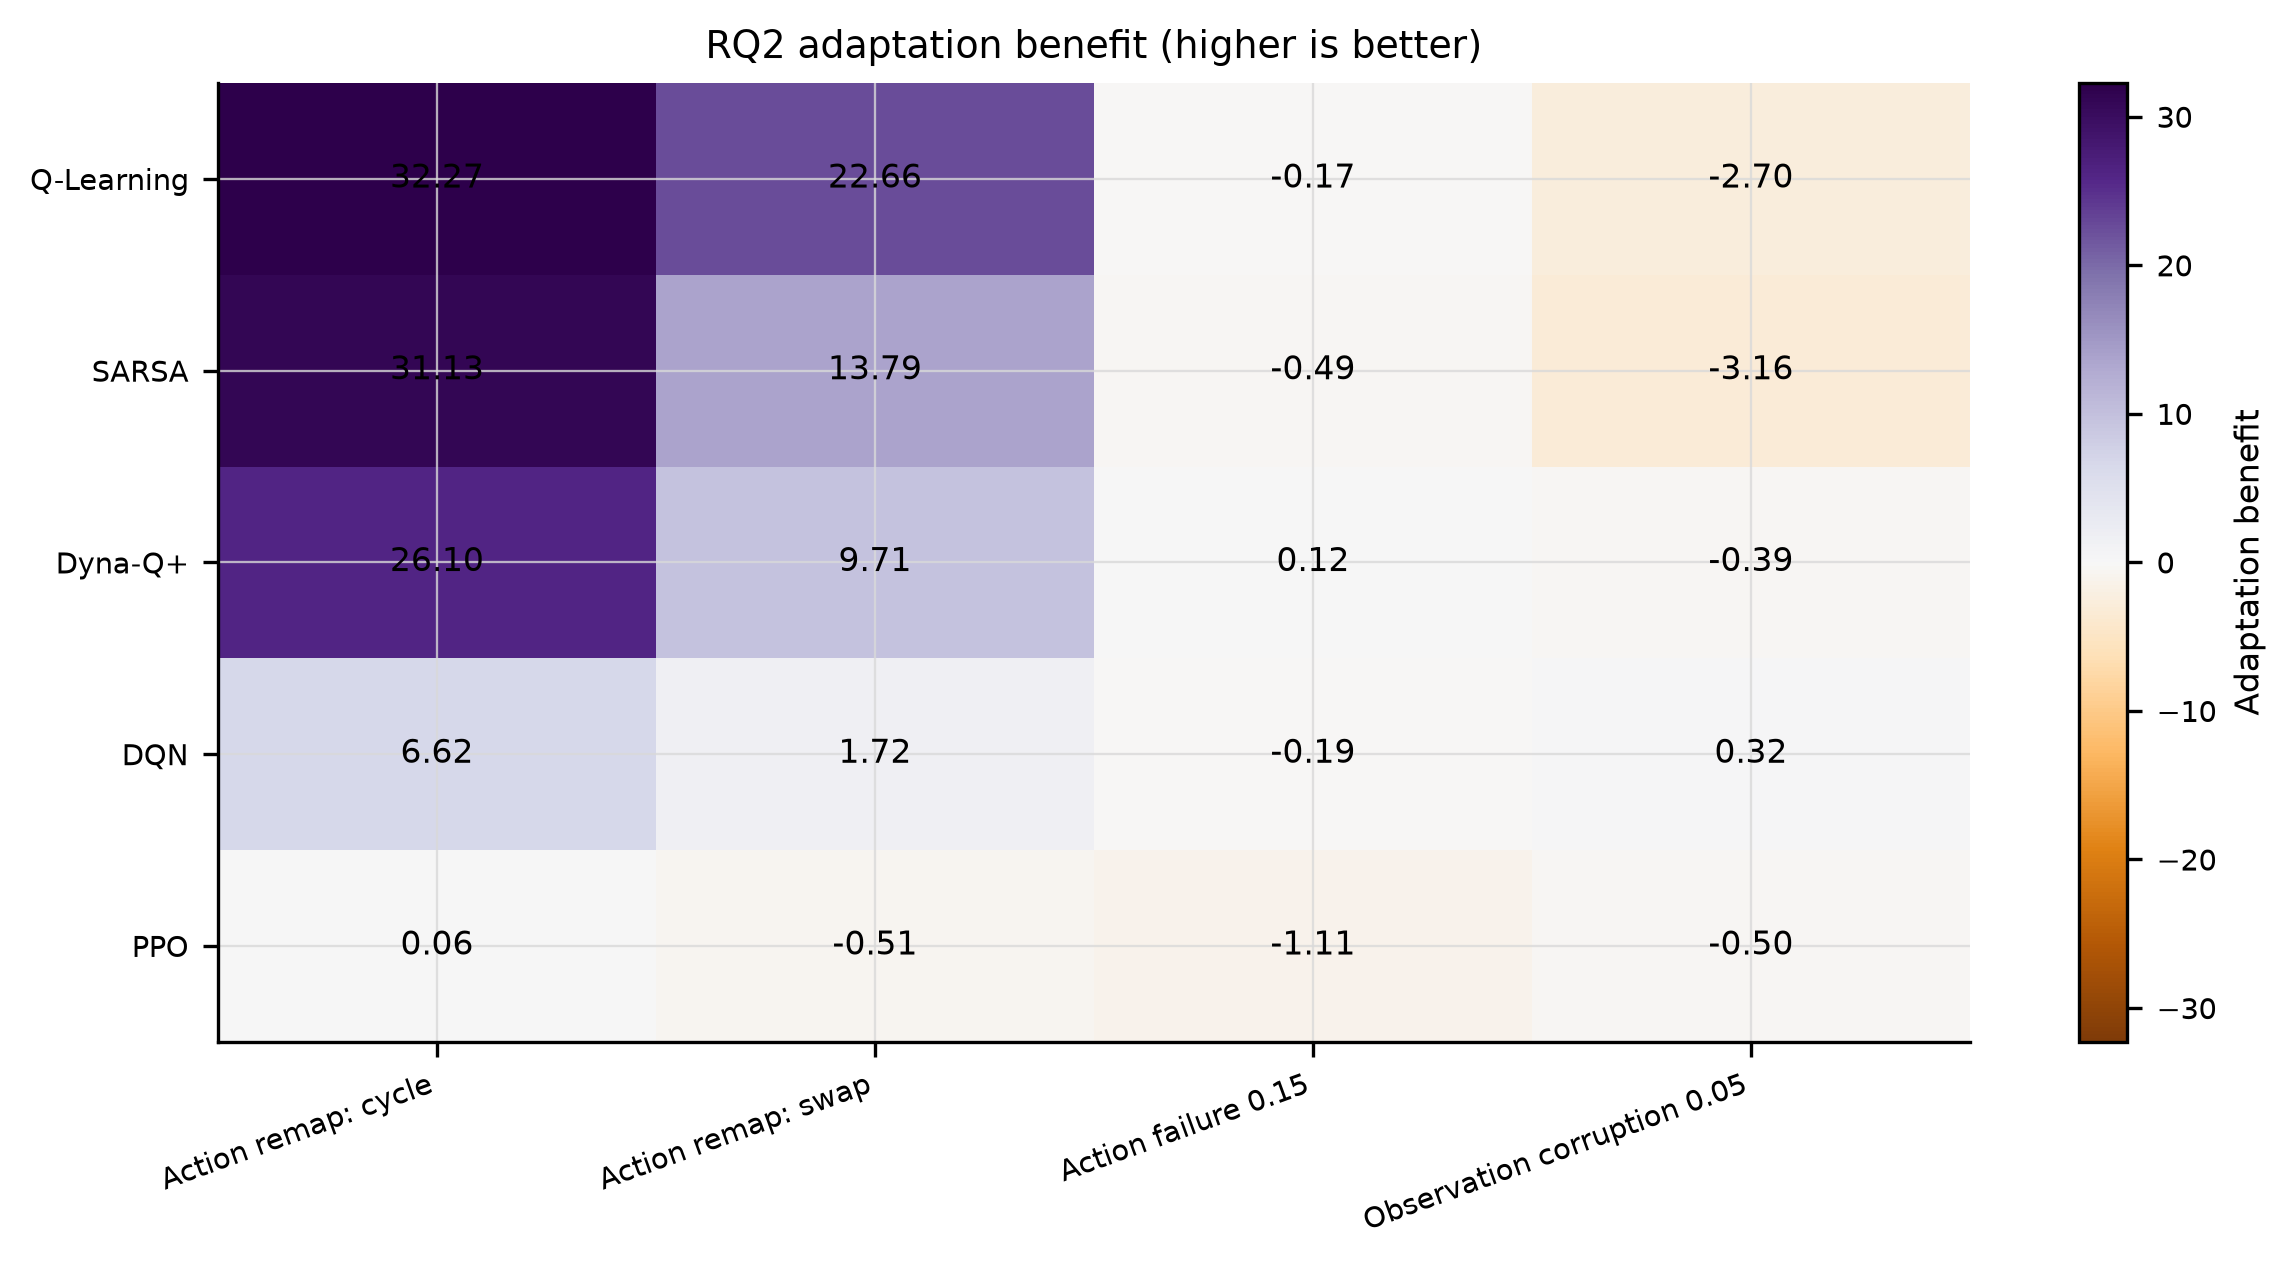 RQ2 adaptation benefit (higher is better)
Q-Learning 32.27 22.66 -0.17 -2.70
SARSA 31.13 13.79 -0.49 -3.16
Dyna-Q+ 26.10 9.71 0.12 -0.39
DQN 6.62 1.72 -0.19 0.32
PPO 0.06 -0.51 -1.11 -0.50
Action remap: cycle
Action remap: swap
Action failure 0.15
Observation corruption 0.05
30
20
10
0
−10
−20
−30
Adaptation benefit